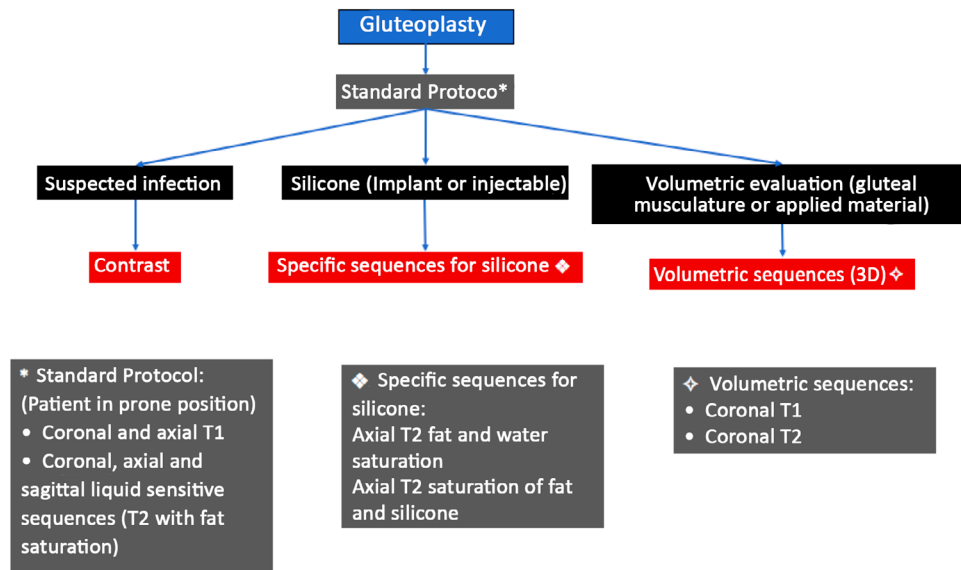 Gluteoplasty
Standard Protoco*
Suspected infection
Silicone (Implant or injectable)
Volumetric evaluation (gluteal
musculature or applied material)
Contrast
Specific sequences for silicone ❖
Volumetric sequences (3D)✧
* Standard Protocol:
(Patient in prone position)
• Coronal and axial T1
• Coronal, axial and
sagittal liquid sensitive
sequences (T2 with fat
saturation)
❖ Specific sequences for
silicone:
Axial T2 fat and water
saturation
Axial T2 saturation of fat
and silicone
✧ Volumetric sequences:
• Coronal T1
• Coronal T2